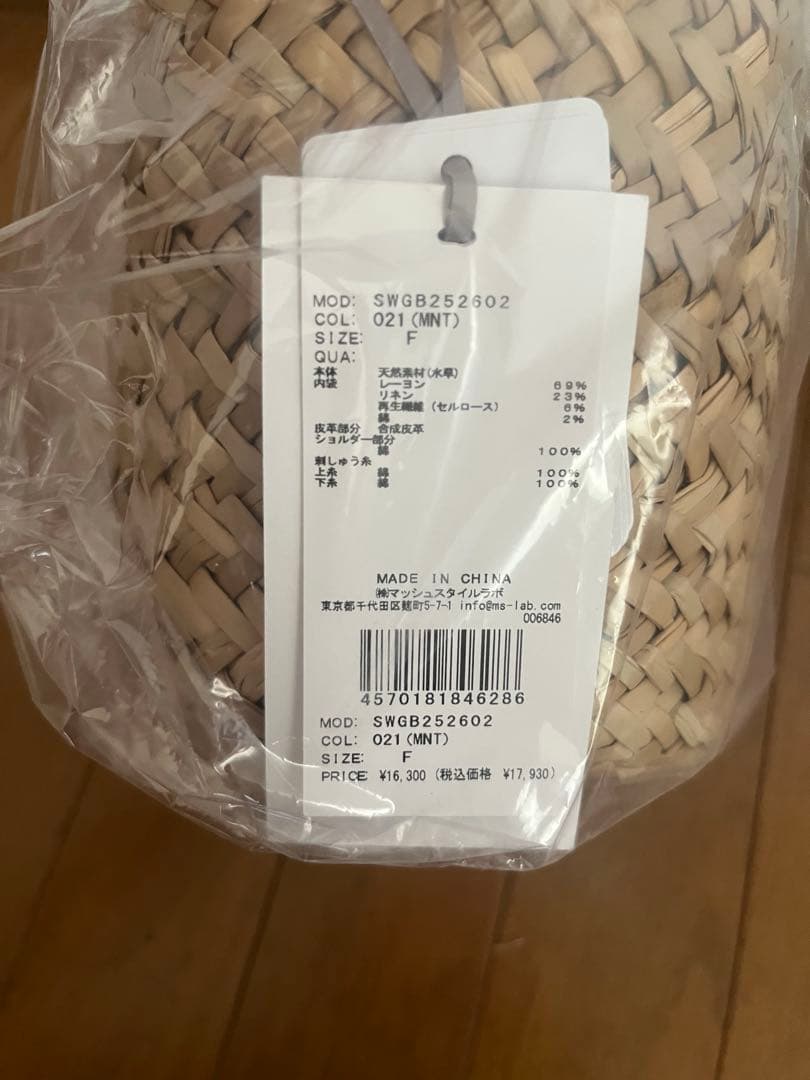 MOD: SWGB252602
COL: 021(MNT)
SIZE: F
QUA:
本体 天然素材(水草)
内袋 レーヨン 69%
リネン 23%
再生繊維(セルロース) 6%
綿 2%
皮革部分 合成皮革
ショルダー部分
綿 100%
刺しゅう糸
上糸 綿 100%
下糸 綿 100%
MADE IN CHINA
㈱マッシュスタイルラボ
東京都千代田区麹町5-7-1 info@ms-lab.com
006846
4570181846286
MOD: SWGB252602
COL: 021(MNT)
SIZE: F
PRICE: ¥16,300 (税込価格 ¥17,930)